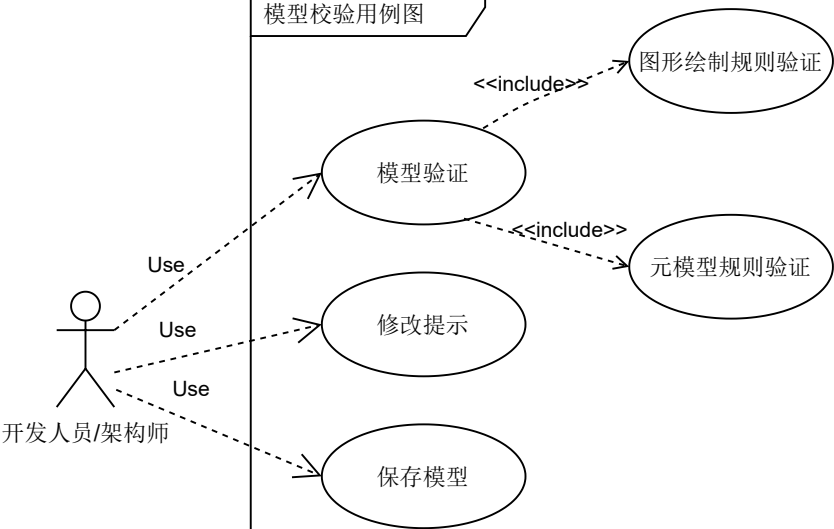 模型校验用例图
图形绘制规则验证
<<include>>
模型验证
<<include>>
元模型规则验证
Use
Use
修改提示
Use
开发人员/架构师
保存模型